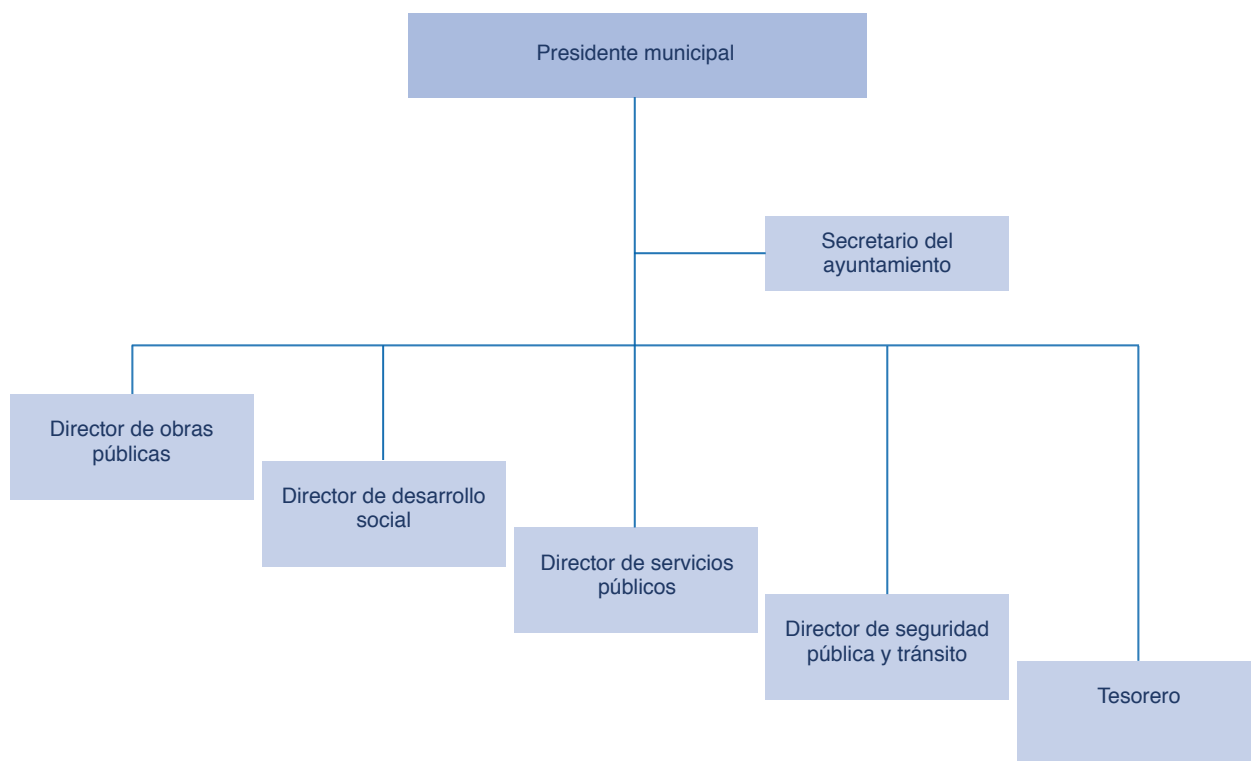 Presidente municipal
Secretario del
ayuntamiento
Director de obras
públicas
Director de desarrollo
social
Director de servicios
públicos
Director de seguridad
pública y tránsito
Tesorero